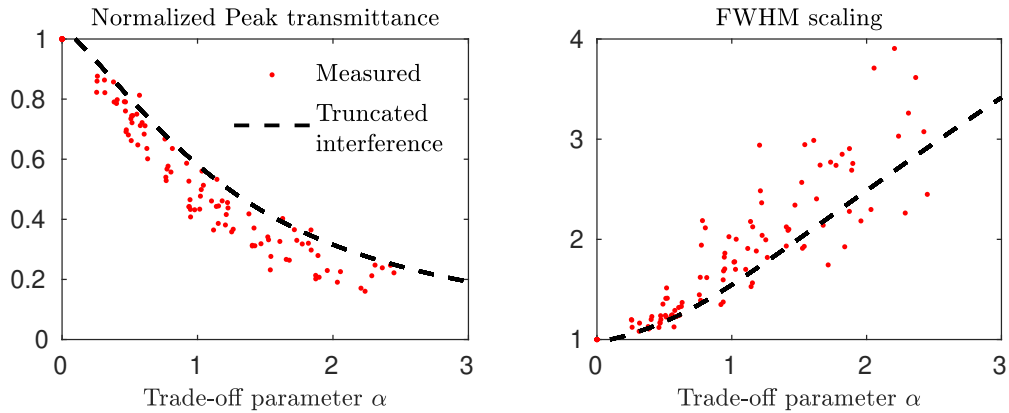 Normalized Peak transmittance
1
0.8
0.6
0.4
0.2
0
0
1
2
3
Trade-off parameter α
Measured
Truncated
interference
FWHM scaling
4
3
2
1
0
1
2
3
Trade-off parameter α